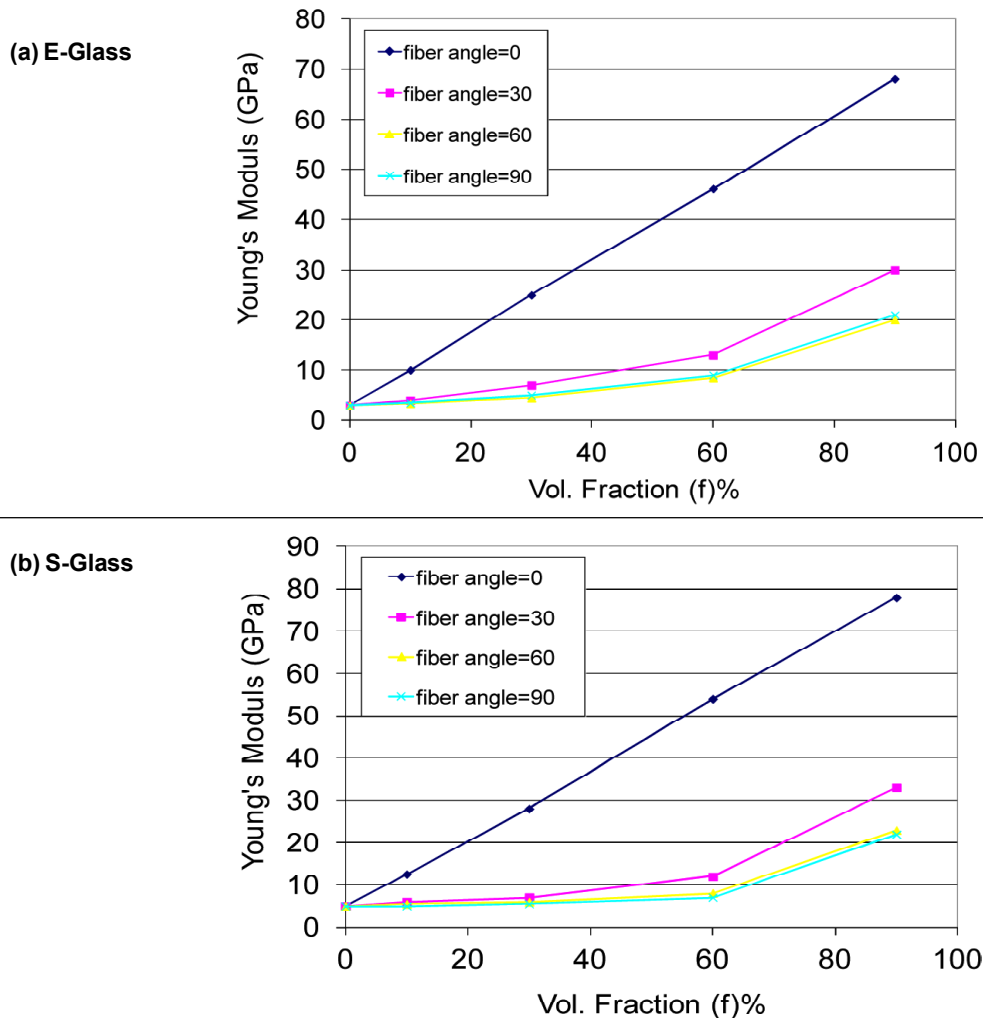 (a) E-Glass
80
70
60
50
40
30
20
10
0
Young's Moduls (GPa)
fiber angle=0
fiber angle=30
fiber angle=60
fiber angle=90
0 20 40 60 80 100
Vol. Fraction (f)%
(b) S-Glass
90
80
70
60
50
40
30
20
10
0
Young's Moduls (GPa)
fiber angle=0
fiber angle=30
fiber angle=60
fiber angle=90
0 20 40 60 80 100
Vol. Fraction (f)%